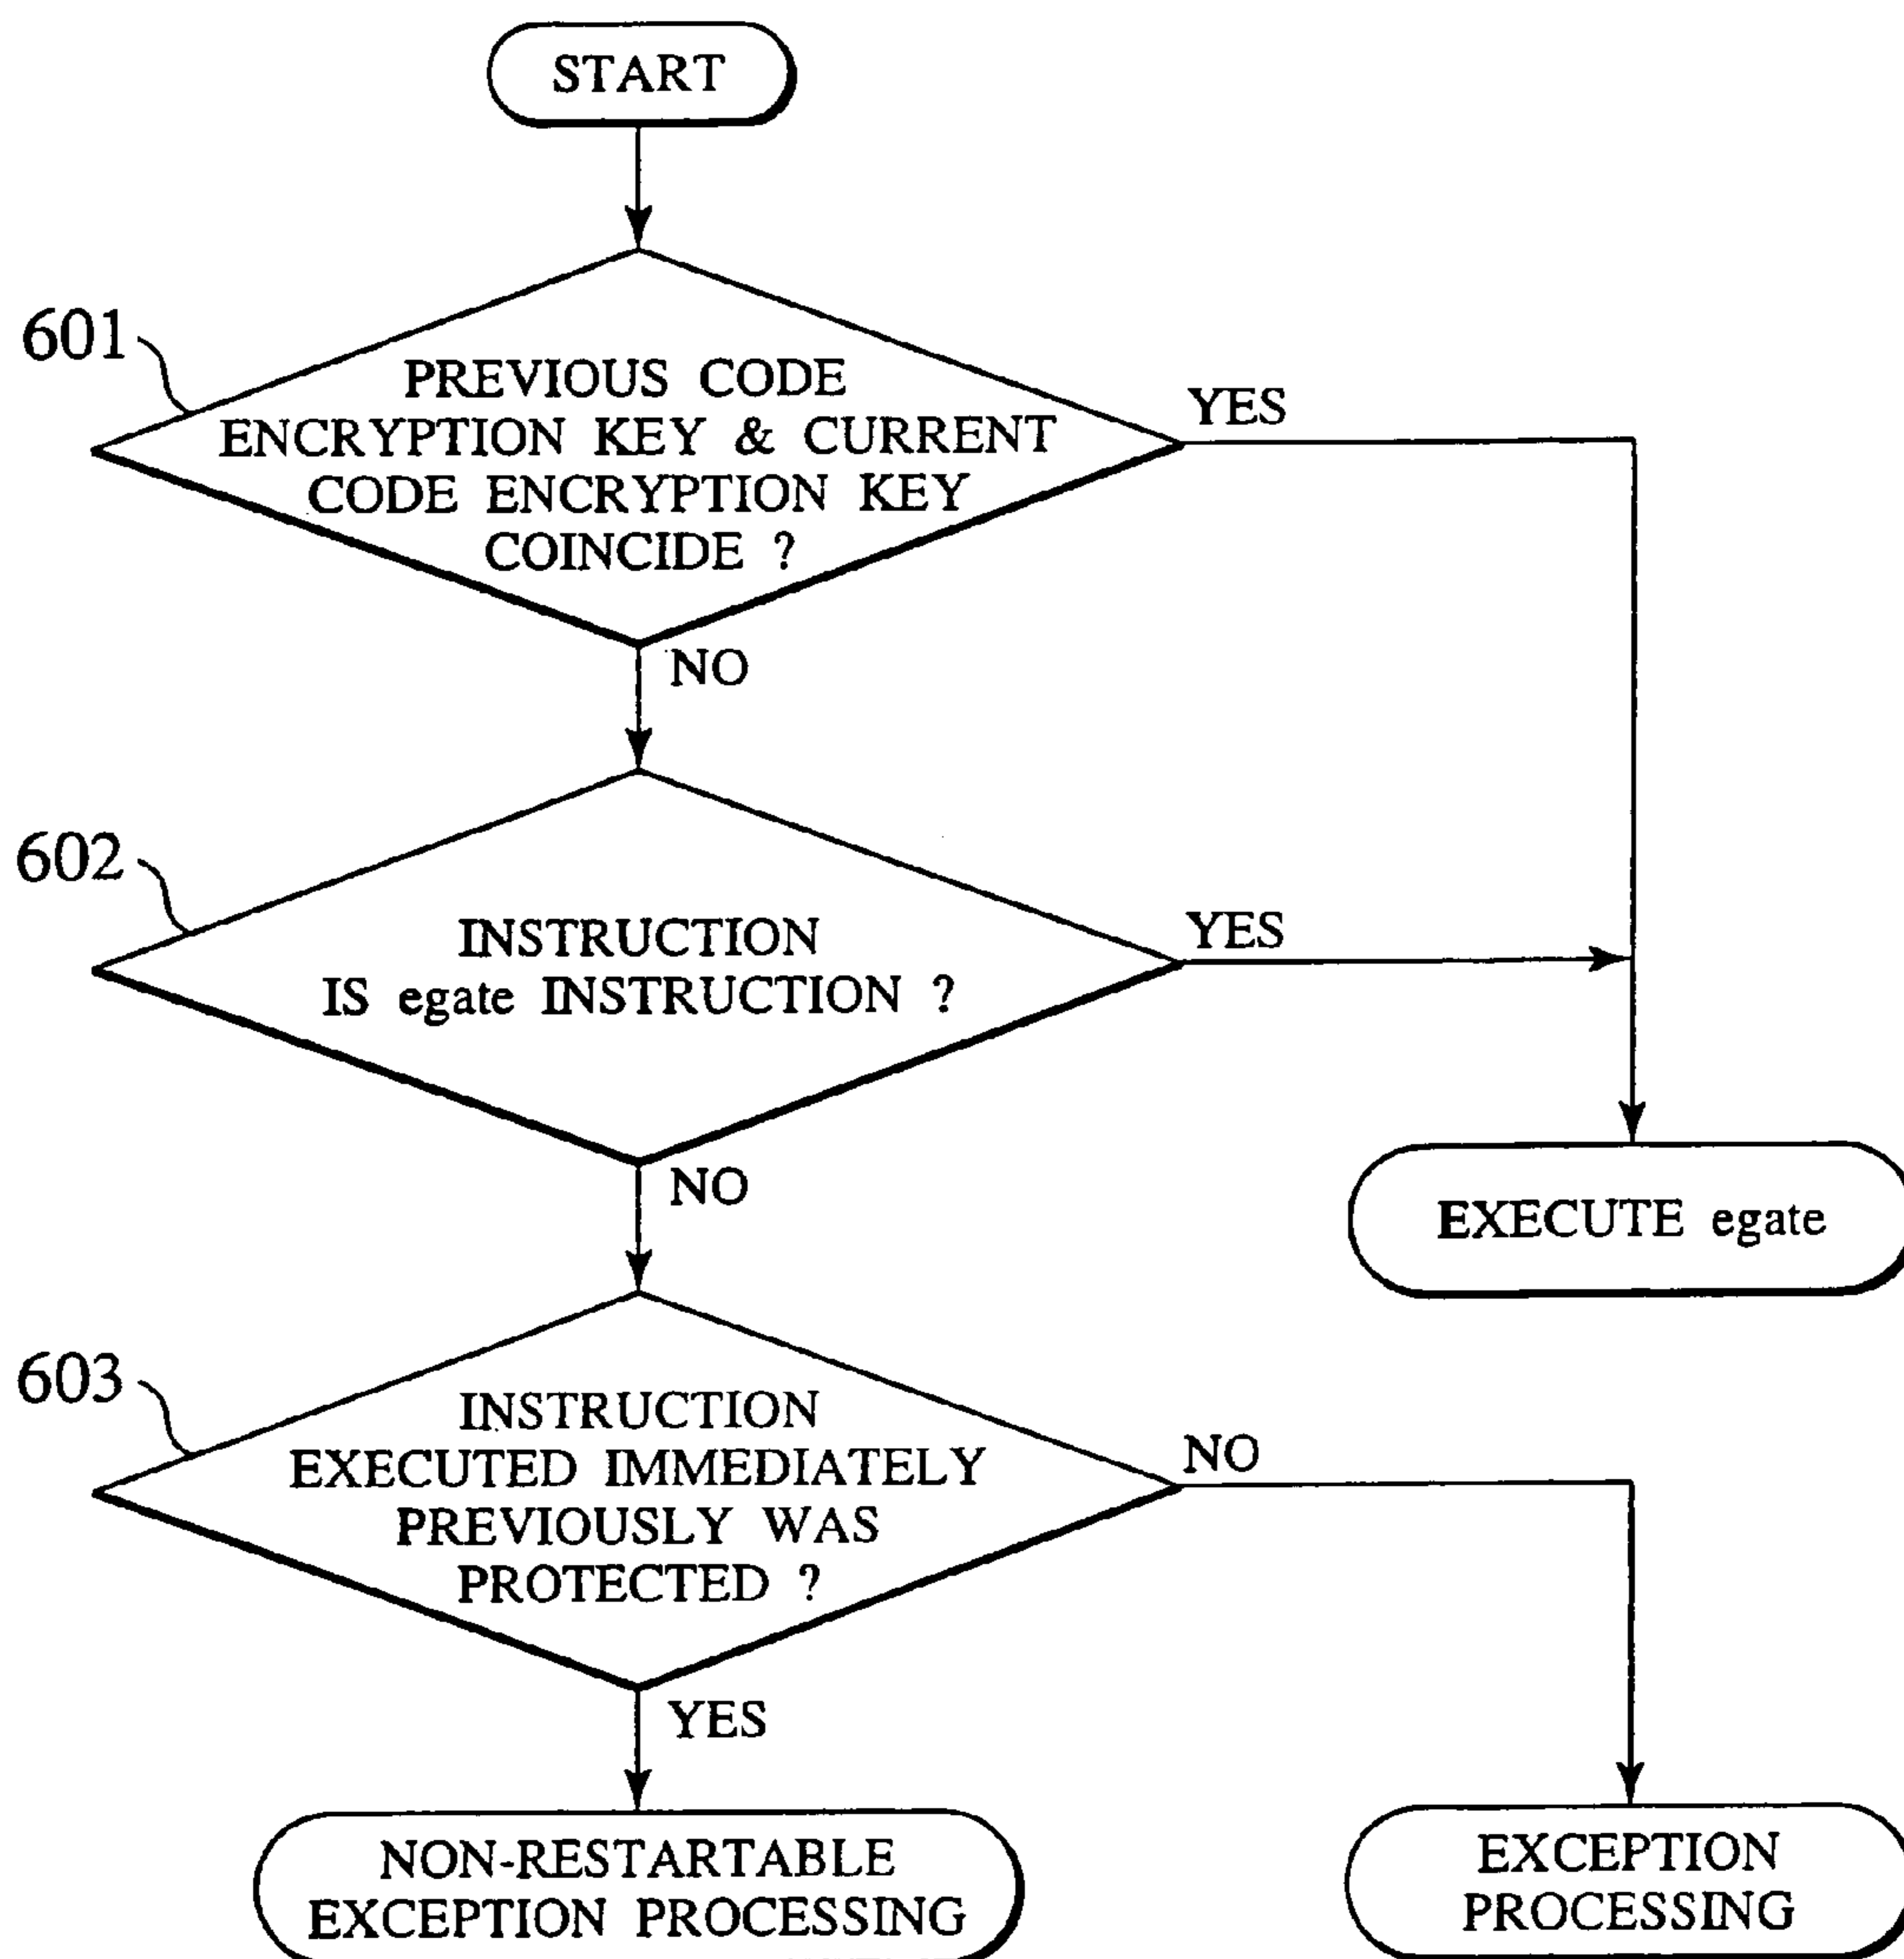 START
601
PREVIOUS CODE
ENCRYPTION KEY & CURRENT
CODE ENCRYPTION KEY
COINCIDE ?
YES
NO
602
INSTRUCTION
IS egate INSTRUCTION ?
YES
NO
EXECUTE egate
603
INSTRUCTION
EXECUTED IMMEDIATELY
PREVIOUSLY WAS
PROTECTED ?
NO
YES
NON-RESTARTABLE
EXCEPTION PROCESSING
EXCEPTION
PROCESSING